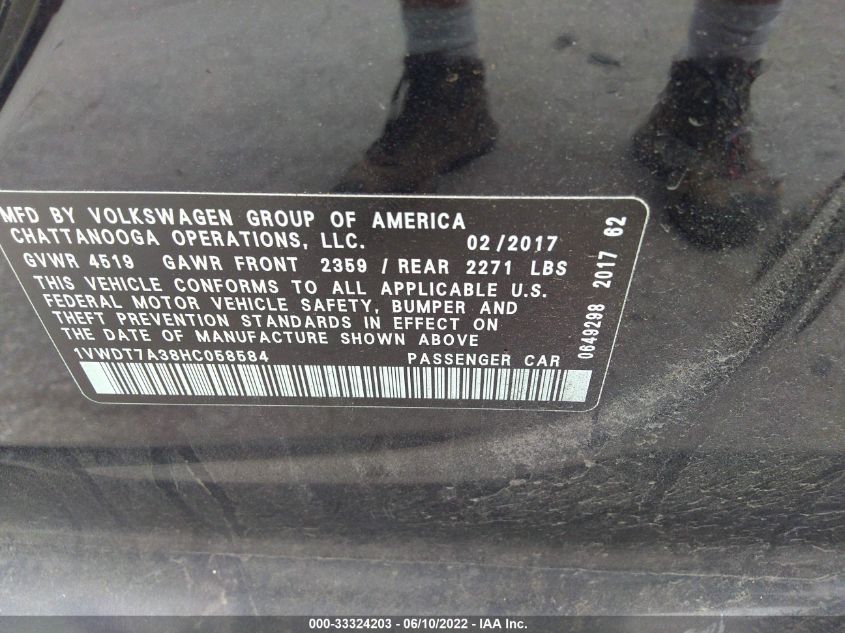 MFD BY VOLKSWAGEN GROUP OF AMERICA
CHATTANOOGA OPERATIONS, LLC. 02/2017
GVWR 4519 GAWR FRONT 2359 / REAR 2271 LBS
THIS VEHICLE CONFORMS TO ALL APPLICABLE U.S.
FEDERAL MOTOR VEHICLE SAFETY, BUMPER AND
THEFT PREVENTION STANDARDS IN EFFECT ON
THE DATE OF MANUFACTURE SHOWN ABOVE
1VWDT7A38HC058584 PASSENGER CAR
0649298 2017 62
000-33324203 - 06/10/2022 - IAA Inc.